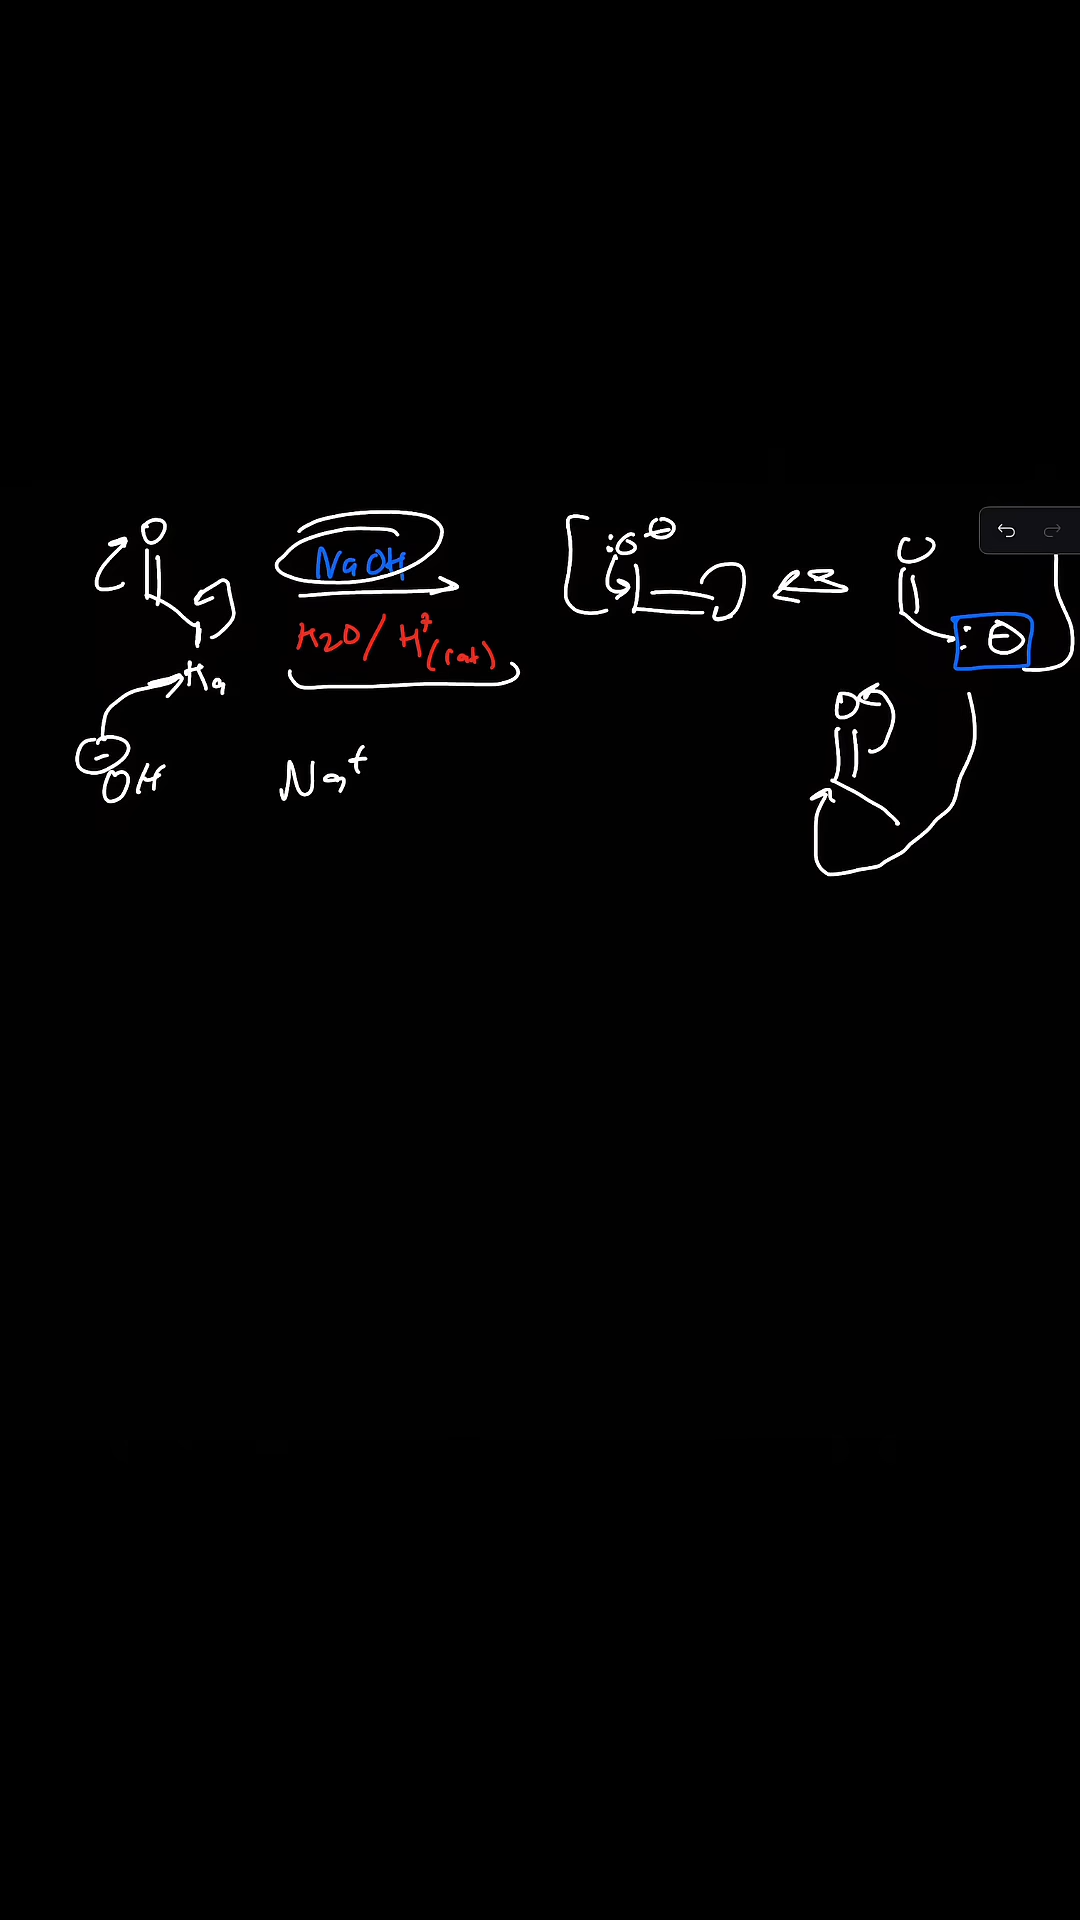 O
NaOH
H2O / H+ (cat)
Ha
⊖OH
Na+
:O⊖
O
:⊖
O